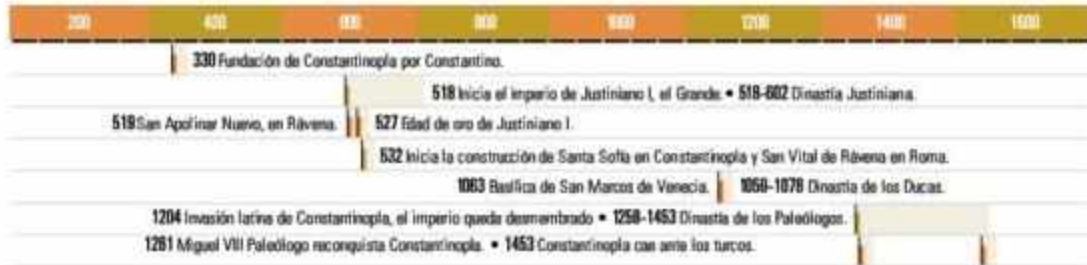 200 400 600 800 1000 1200 1400 1600
330 Fundación de Constantinopla por Constantino.
518 Inicia el imperio de Justiniano I, el Grande. • 518-602 Dinastía Justiniana.
519 San Apolinar Nuevo, en Rávena. 527 Edad de oro de Justiniano I.
532 Inicia la construcción de Santa Sofía en Constantinopla y San Vital de Rávena en Roma.
1063 Basílica de San Marcos de Venecia. 1059-1078 Dinastía de los Ducas.
1204 Invasión latina de Constantinopla, el imperio queda desmembrado • 1258-1453 Dinastía de los Paleólogos.
1261 Miguel VIII Paleólogo reconquista Constantinopla. • 1453 Constantinopla cae ante los turcos.